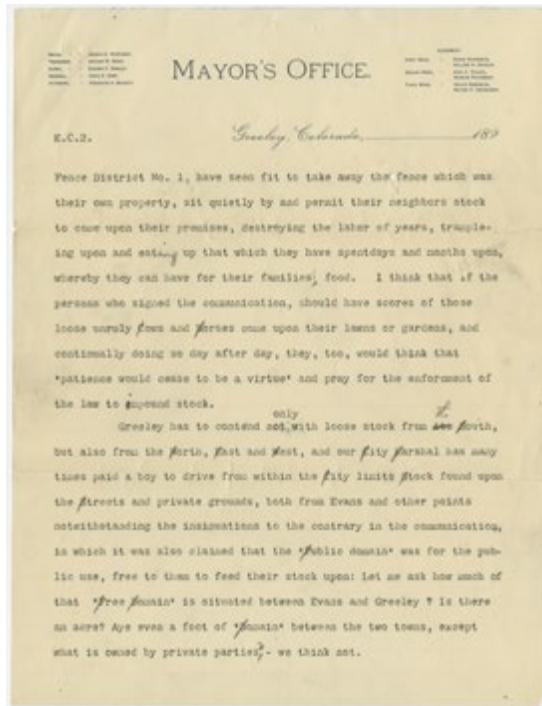 MAYOR'S OFFICE.
E.C.2.
Greeley, Colorado, 189
Fence District No. 1, have seen fit to take away the fence which was
their own property, sit quietly by and permit their neighbors stock
to come upon their premises, destroying the labor of years, trample-
ing upon and eating up that which they have spentdays and months upon,
whereby they can have for their families, food. I think that if the
persons who signed the communication, should have scores of those
loose unruly Cows and Horses come upon their lawns or gardens, and
continually doing so day after day, they, too, would think that
"patience would cease to be a virtue" and pray for the enforcment of
the law to impound stock.
only
Greeley has to contend not, with loose stock from the South,
but also from the North, East and West, and our City Marshal has many
times paid a boy to drive from within the City limits Stock found upon
the Streets and private grounds, both from Evans and other points
notwithstanding the insinuations to the contrary in the communication,
in which it was also claimed that the "Public domain" was for the pub-
lic use, free to them to feed their stock upon: Let me ask how much of
that "Free Domain" is situated between Evans and Greeley ? Is there
an acre? Aye even a foot of "Domain" between the two towns, except
what is owned by private parties?,- we think not.